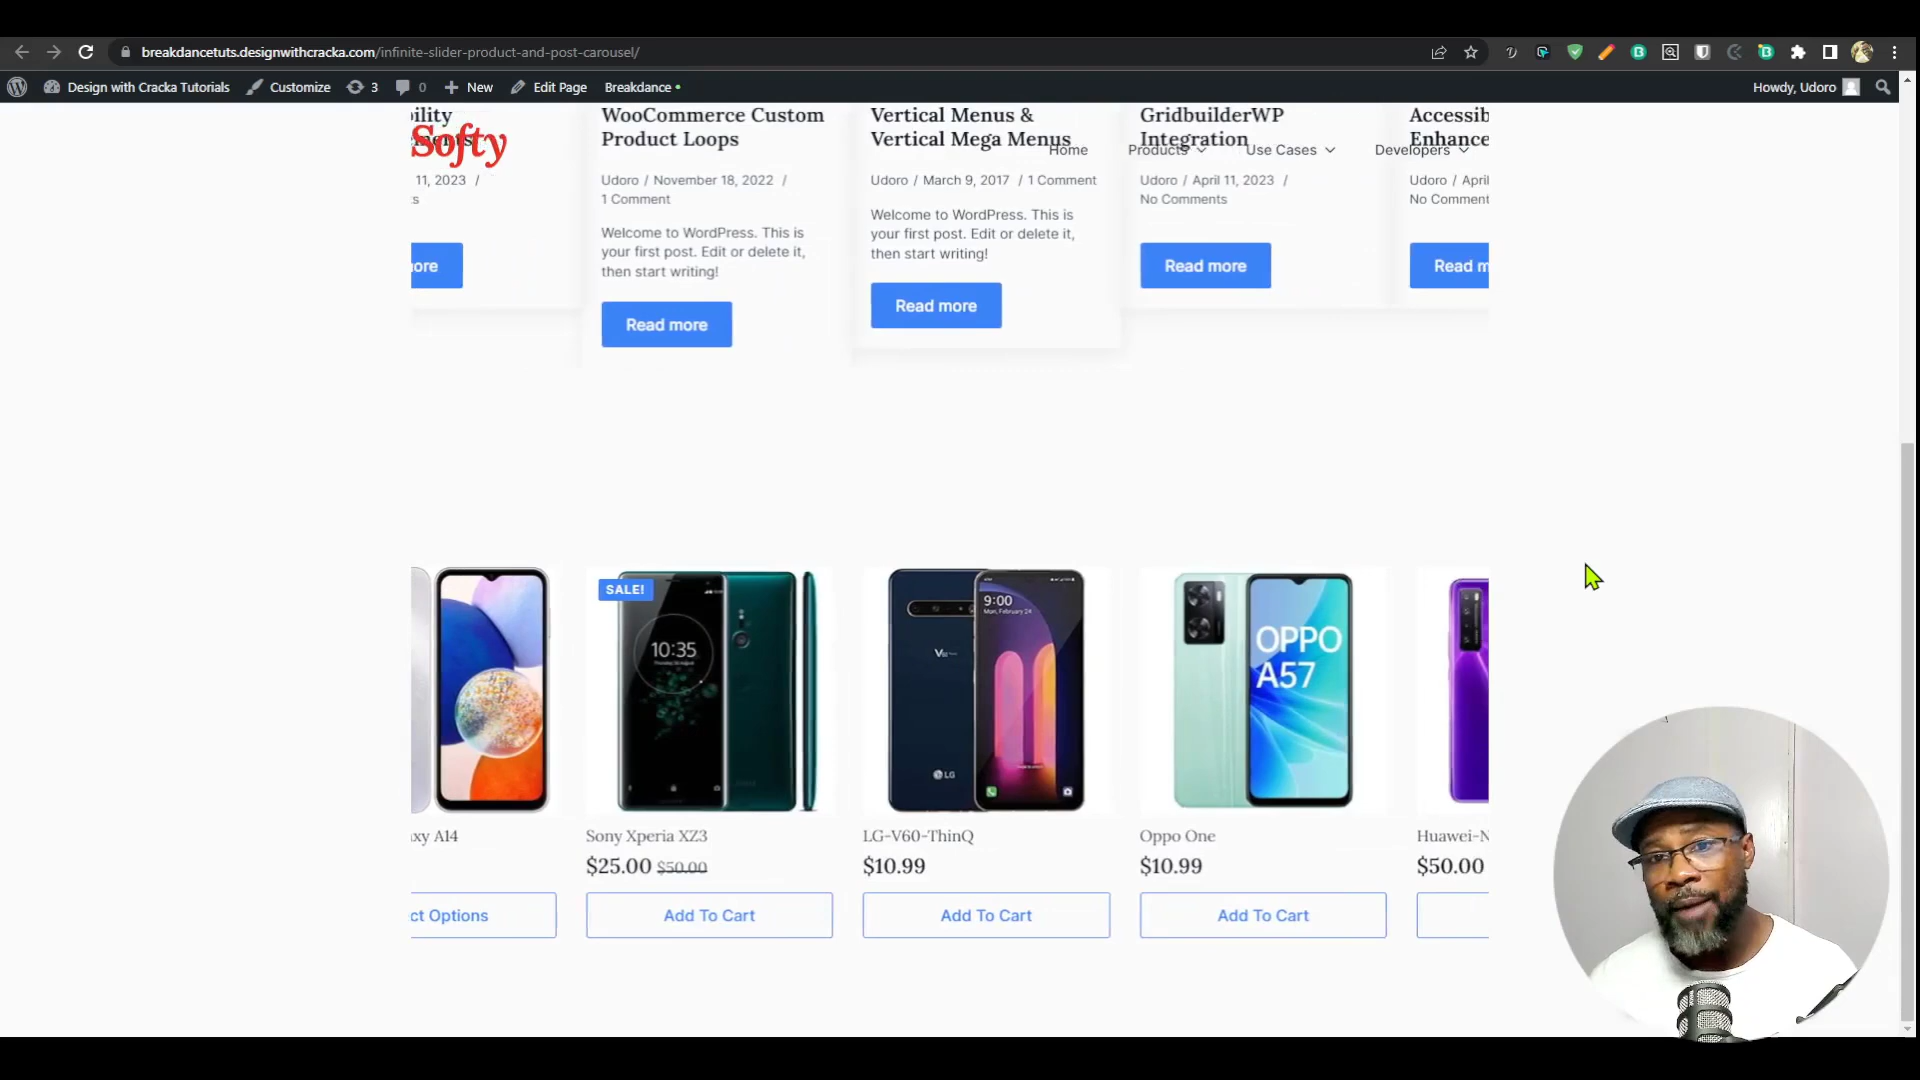 breakdancetuts.designwithcracka.com/infinite-slider-product-and-post-carousel/
Design with Cracka Tutorials Customize 3 0 New Edit Page Breakdance Howdy, Udoro
Softy
Home Products Use Cases Developers
bility
WooCommerce Custom
Product Loops
Vertical Menus &
Vertical Mega Menus
GridbuilderWP
Integration
Accessib
Enhance
11, 2023 /
ts
Udoro / November 18, 2022 /
1 Comment
Udoro / March 9, 2017 / 1 Comment
Udoro / April 11, 2023 /
No Comments
Udoro / April
No Comment
Welcome to WordPress. This is
your first post. Edit or delete it,
then start writing!
Welcome to WordPress. This is
your first post. Edit or delete it,
then start writing!
ore
Read more
Read more
Read more
Read m
SALE!
10:35
V60
LG
9:00
Mon, February 24
OPPO
A57
xy A14
Sony Xperia XZ3
LG-V60-ThinQ
Oppo One
Huawei-N
$25.00 $50.00
$10.99
$10.99
$50.00
ct Options
Add To Cart
Add To Cart
Add To Cart